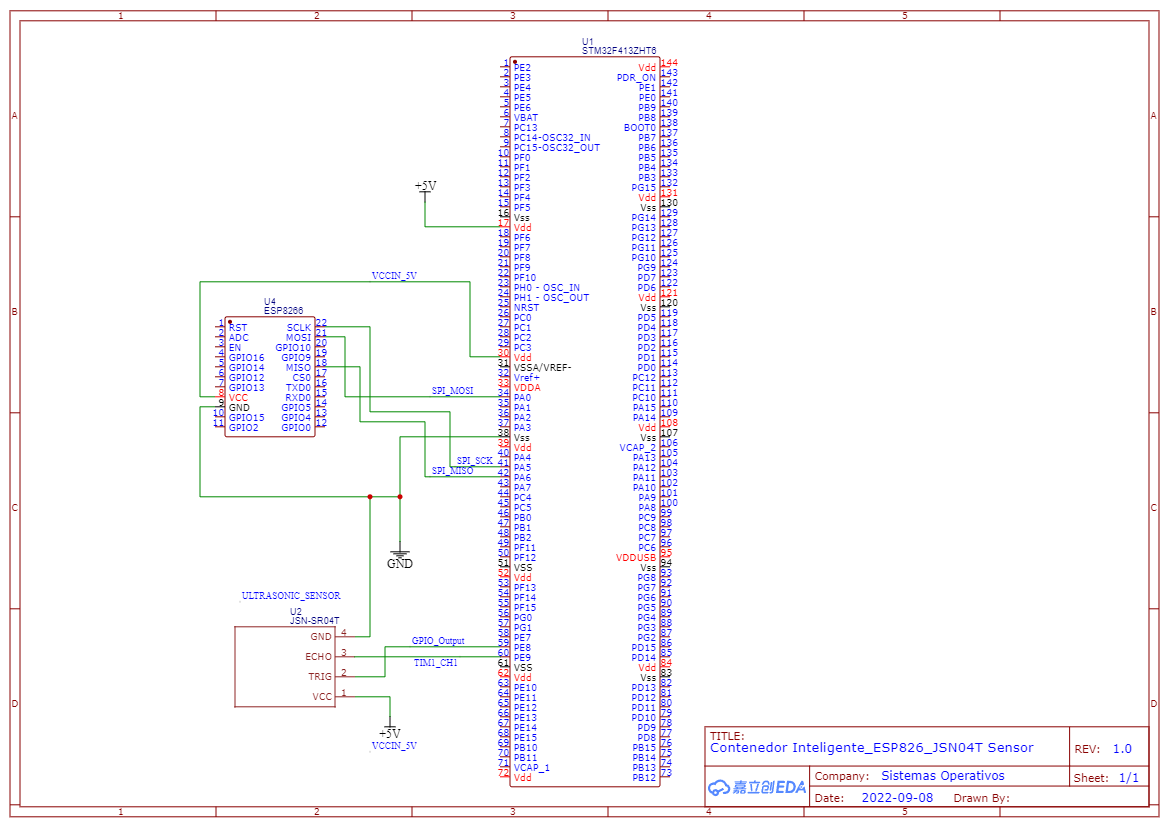 1 2 3 4 5
A A
B B
C C
D D
U1
STM32F413ZHT6
1 PE2 Vdd 144
2 PE3 PDR_ON 143
3 PE4 PE1 142
4 PE5 PE0 141
5 PE6 PB9 140
6 VBAT PB8 139
7 PC13 BOOT0 138
8 PC14-OSC32_IN PB7 137
9 PC15-OSC32_OUT PB6 136
10 PF0 PB5 135
11 PF1 PB4 134
12 PF2 PB3 133
13 PF3 PG15 132
14 PF4 Vdd 131
15 PF5 Vss 130
16 Vss PG14 129
17 Vdd PG13 128
18 PF6 PG12 127
19 PF7 PG11 126
20 PF8 PG10 125
21 PF9 PG9 124
22 PF10 PD7 123
23 PH0 - OSC_IN PD6 122
24 PH1 - OSC_OUT Vdd 121
25 NRST Vss 120
26 PC0 PD5 119
27 PC1 PD4 118
28 PC2 PD3 117
29 PC3 PD2 116
30 Vdd PD1 115
31 VSSA/VREF- PD0 114
32 Vref+ PC12 113
33 VDDA PC11 112
34 PA0 PC10 111
35 PA1 PA15 110
36 PA2 PA14 109
37 PA3 Vdd 108
38 Vss Vss 107
39 Vdd VCAP_2 106
40 PA4 PA13 105
41 PA5 PA12 104
42 PA6 PA11 103
43 PA7 PA10 102
44 PC4 PA9 101
45 PC5 PA8 100
46 PB0 PC9 99
47 PB1 PC8 98
48 PB2 PC7 97
49 PF11 PC6 96
50 PF12 VDDUSB 95
51 VSS Vss 94
52 Vdd PG8 93
53 PF13 PG7 92
54 PF14 PG6 91
55 PF15 PG5 90
56 PG0 PG4 89
57 PG1 PG3 88
58 PE7 PG2 87
59 PE8 PD15 86
60 PE9 PD14 85
61 VSS Vdd 84
62 Vdd Vss 83
63 PE10 PD13 82
64 PE11 PD12 81
65 PE12 PD11 80
66 PE13 PD10 79
67 PE14 PD9 78
68 PE15 PD8 77
69 PB10 PB15 76
70 PB11 PB14 75
71 VCAP_1 PB13 74
72 Vdd PB12 73
+5V
VCCIN_5V
U4
ESP8266
1 RST SCLK 22
2 ADC MOSI 21
3 EN GPIO10 20
4 GPIO16 GPIO9 19
5 GPIO14 MISO 18
6 GPIO12 CS0 17
7 GPIO13 TXD0 16
8 VCC RXD0 15
9 GND GPIO5 14
10 GPIO15 GPIO4 13
11 GPIO2 GPIO0 12
SPI_MOSI
SPI_SCK
SPI_MISO
GND
ULTRASONIC_SENSOR
U2
JSN-SR04T
GND 4
ECHO 3
TRIG 2
VCC 1
GPIO_Output
TIM1_CH1
+5V
VCCIN_5V
TITLE:
Contenedor Inteligente_ESP826_JSN04T Sensor
REV: 1.0
嘉立创EDA
Company: Sistemas Operativos
Sheet: 1/1
Date: 2022-09-08 Drawn By:
1 2 3 4 5